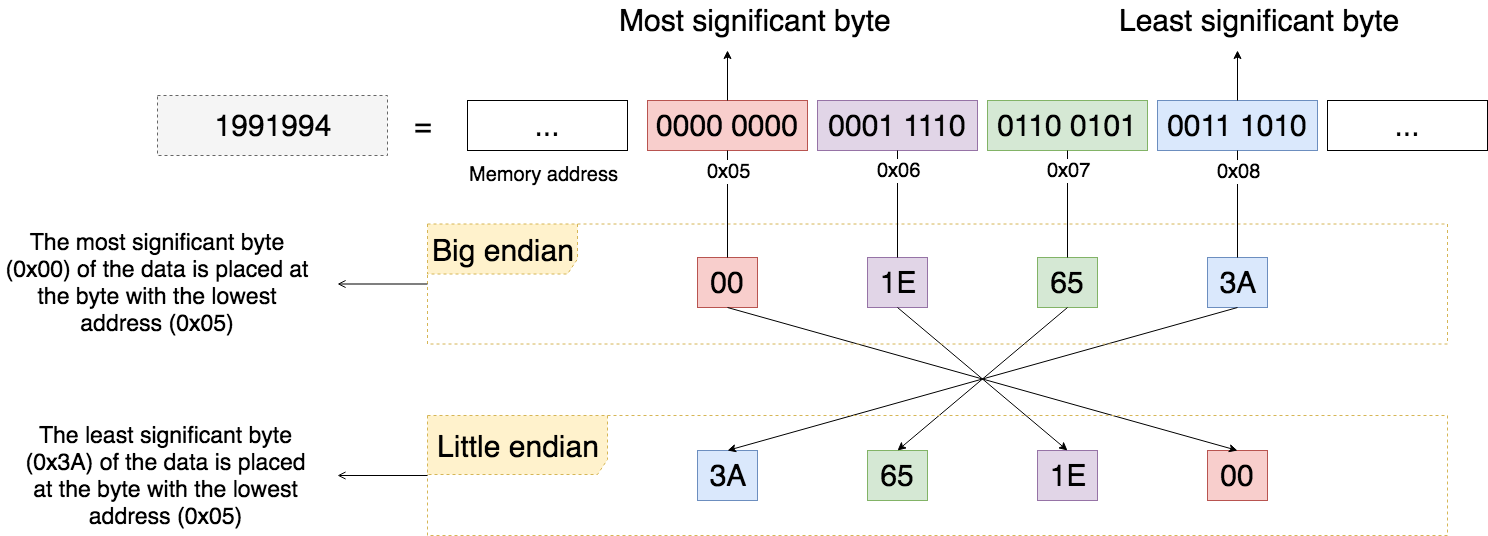 Most significant byte Least significant byte
1991994 = ... 0000 0000 0001 1110 0110 0101 0011 1010 ...
Memory address 0x05 0x06 0x07 0x08
The most significant byte
(0x00) of the data is placed at
the byte with the lowest
address (0x05)
Big endian
00 1E 65 3A
The least significant byte
(0x3A) of the data is placed
at the byte with the lowest
address (0x05)
Little endian
3A 65 1E 00